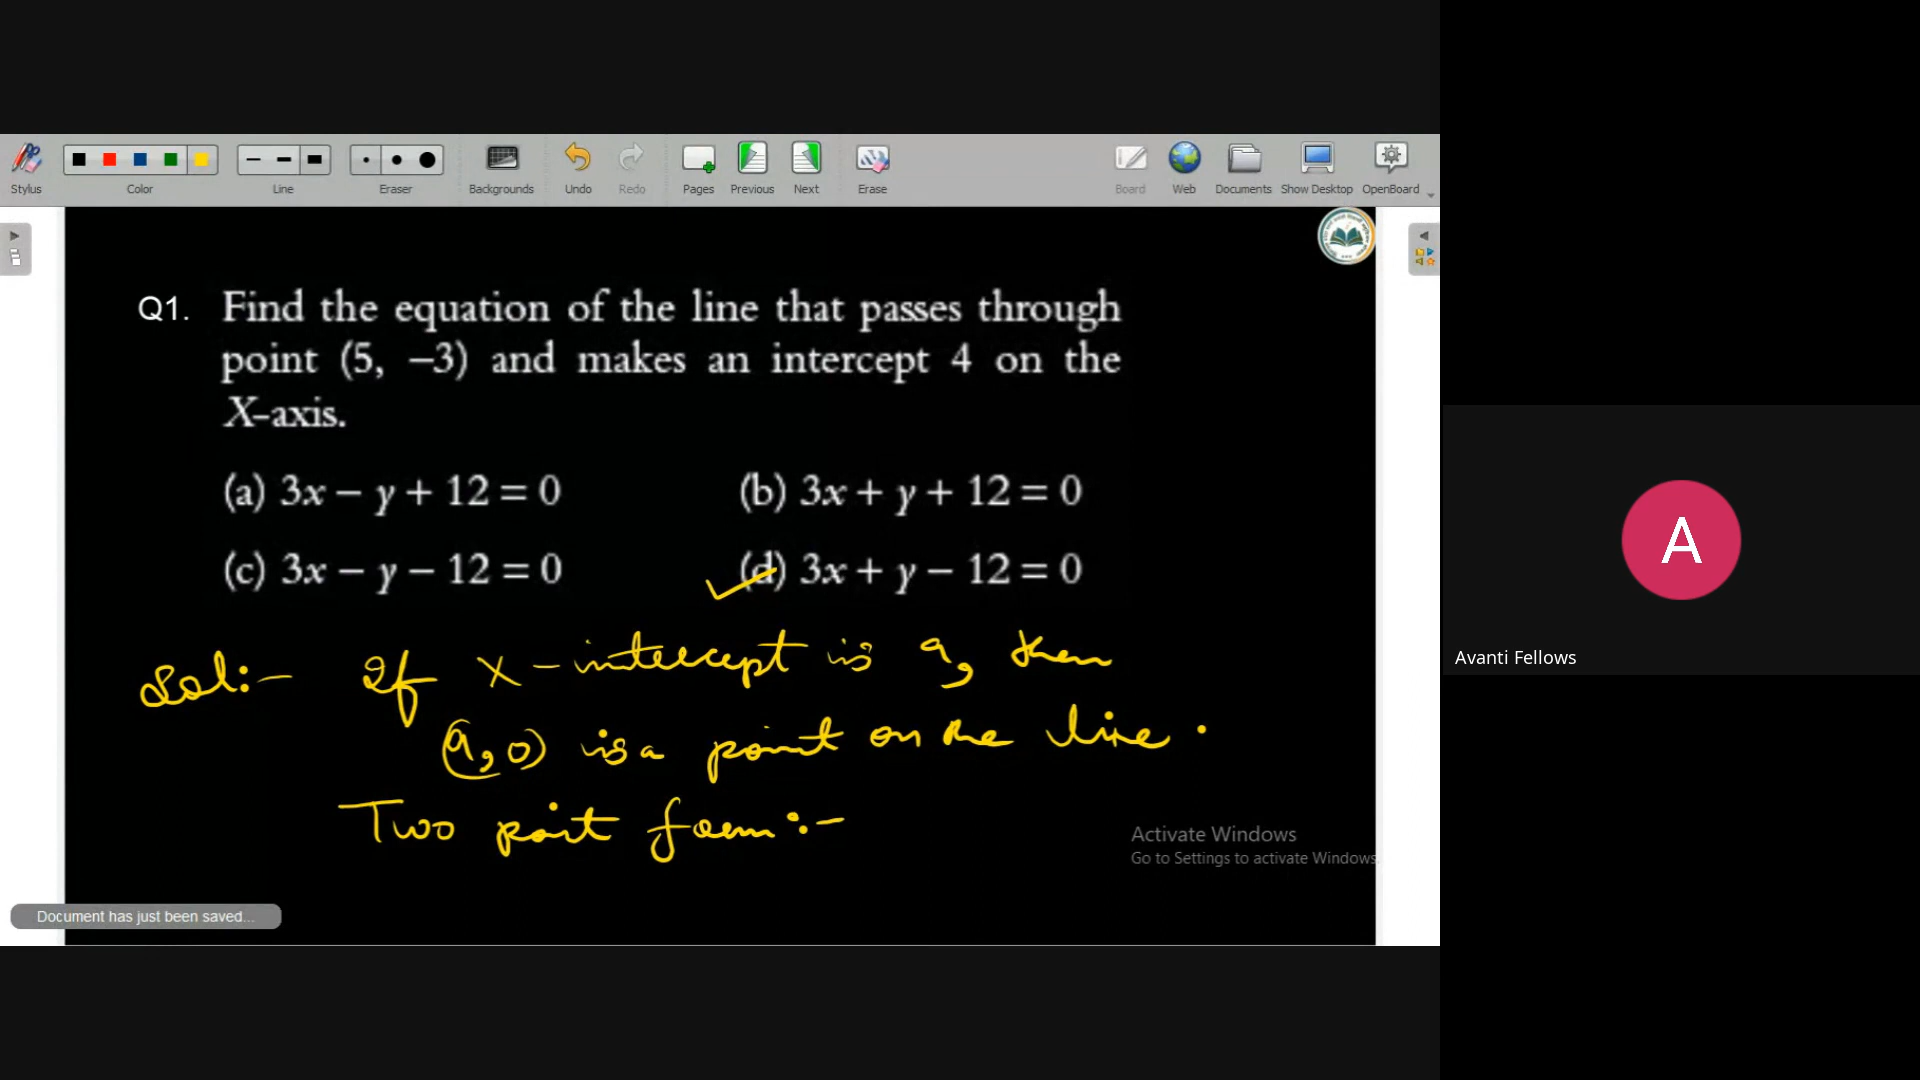 Stylus
Color
Line
Eraser
Backgrounds
Undo
Redo
Pages
Previous
Next
Erase
Board
Web
Documents
Show Desktop
OpenBoard
Q1. Find the equation of the line that passes through
point (5, −3) and makes an intercept 4 on the
X-axis.
(a) 3x − y + 12 = 0 (b) 3x + y + 12 = 0
(c) 3x − y − 12 = 0 (d) 3x + y − 12 = 0
Sol:- If X-intercept is a, then
(a,0) is a point on the line.
Two point form:-
Activate Windows
Go to Settings to activate Windows.
Document has just been saved...
A
Avanti Fellows